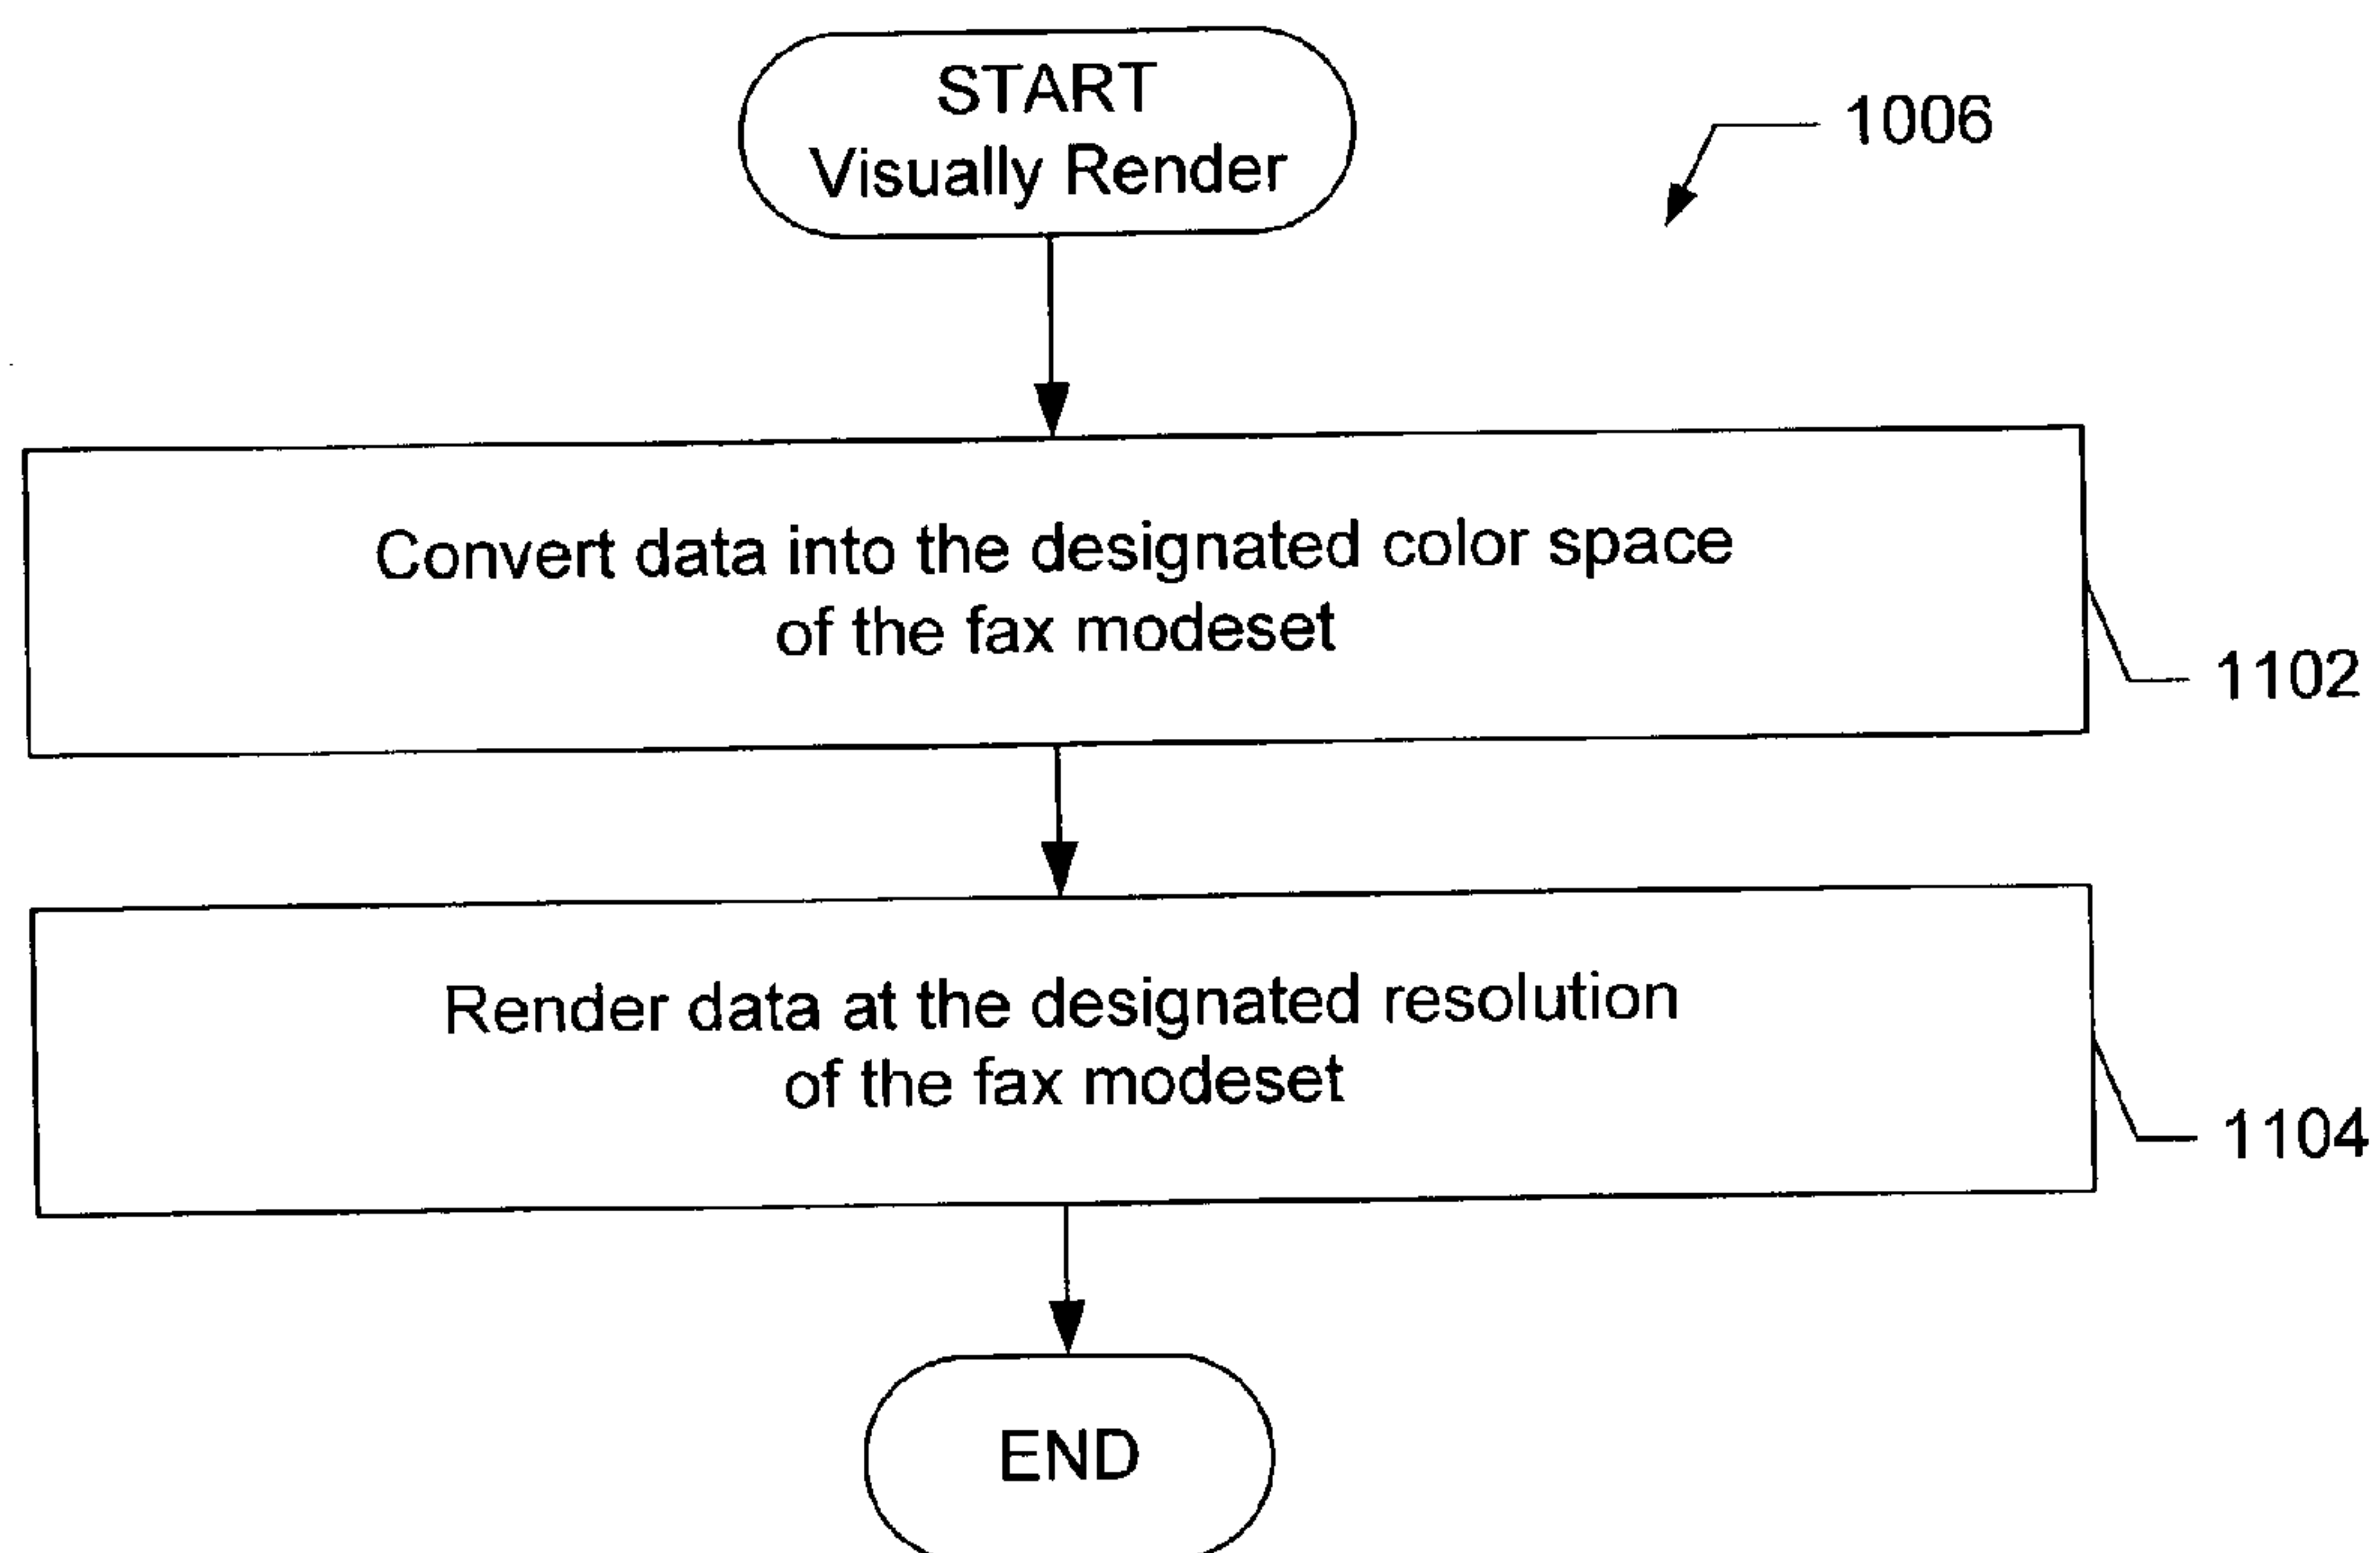 START
Visually Render
1006
Convert data into the designated color space
of the fax modeset
1102
Render data at the designated resolution
of the fax modeset
1104
END